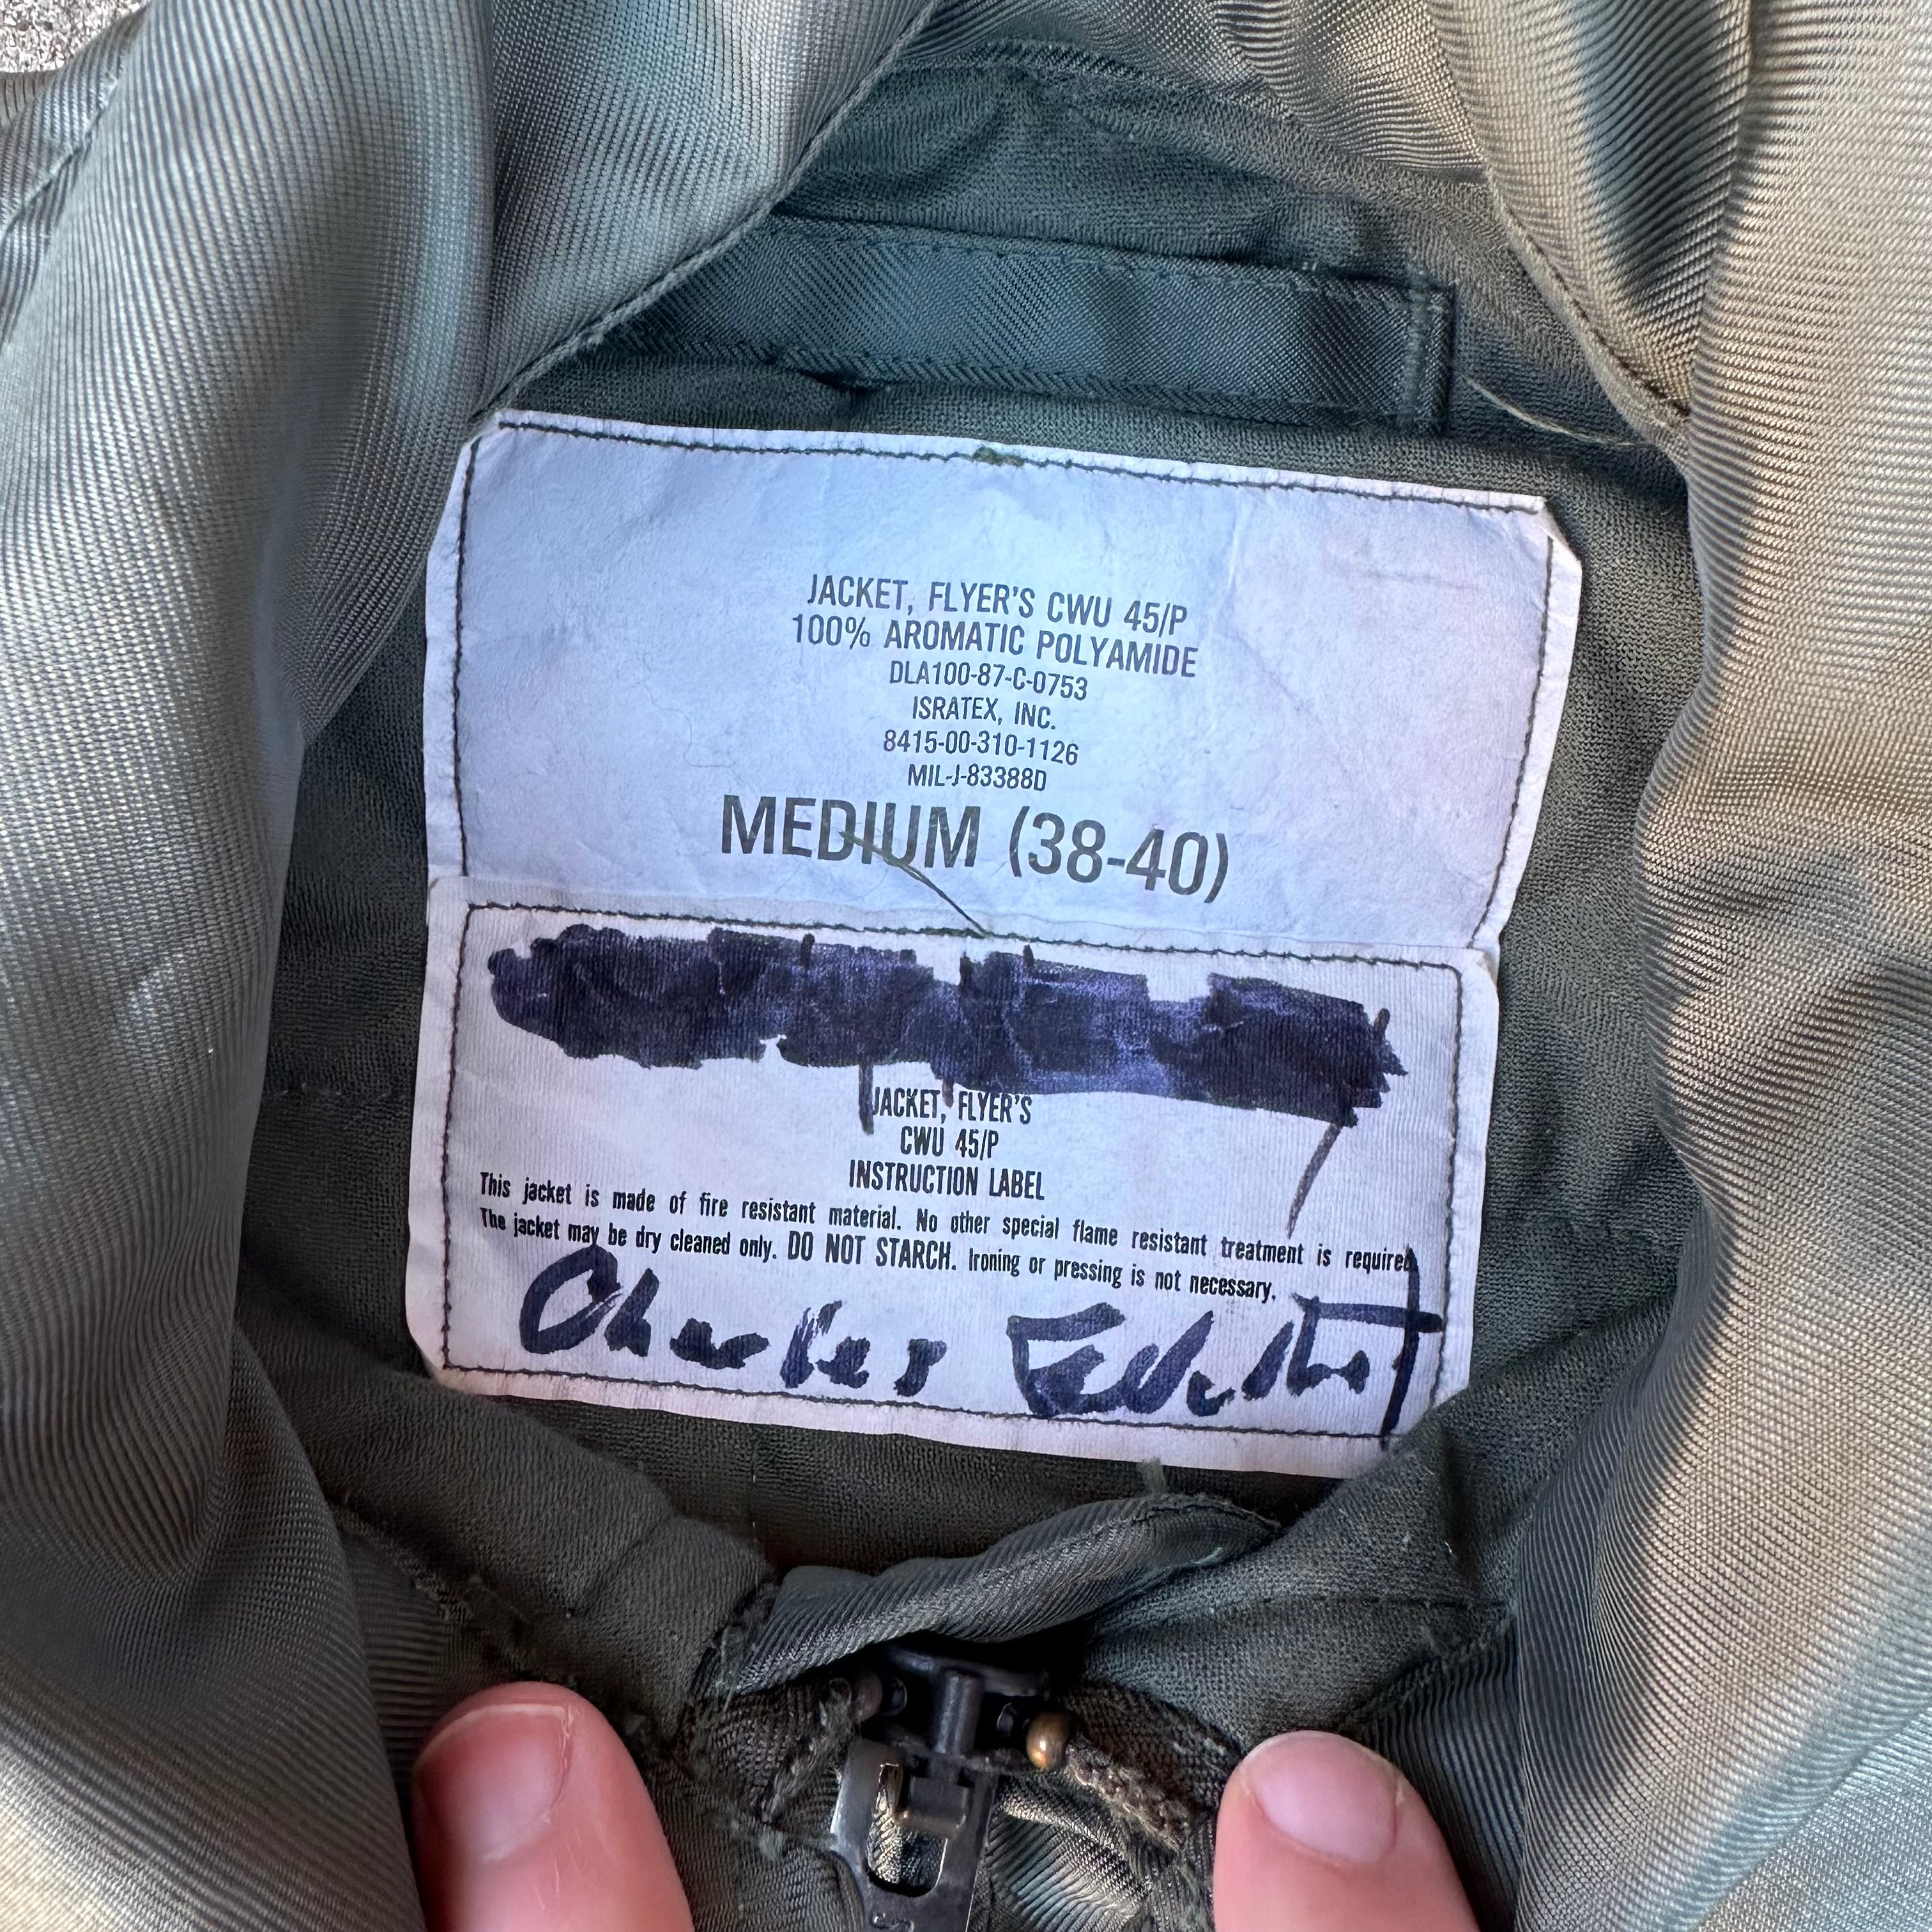 JACKET, FLYER'S CWU 45/P
100% AROMATIC POLYAMIDE
DLA100-87-C-0753
ISRATEX, INC.
8415-00-310-1126
MIL-J-83388D
MEDIUM (38-40)
JACKET, FLYER'S
CWU 45/P
INSTRUCTION LABEL
This jacket is made of fire resistant material. No other special flame resistant treatment is required
The jacket may be dry cleaned only. DO NOT STARCH. Ironing or pressing is not necessary.
Charles